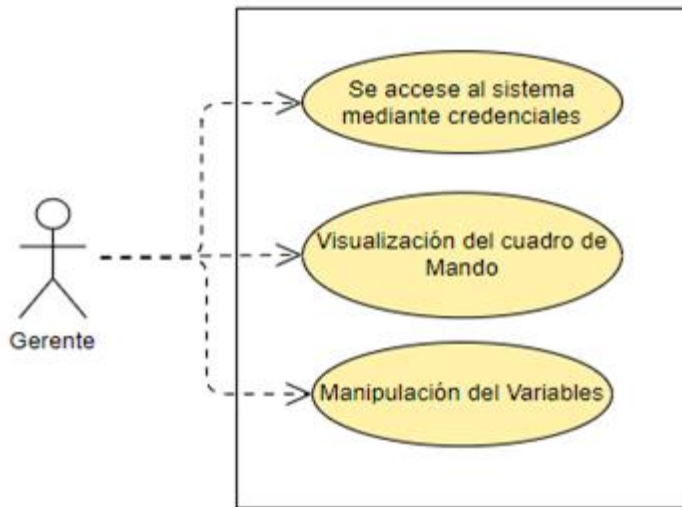 Se accese al sistema
mediante credenciales
Visualización del cuadro de
Mando
Gerente
Manipulación del Variables